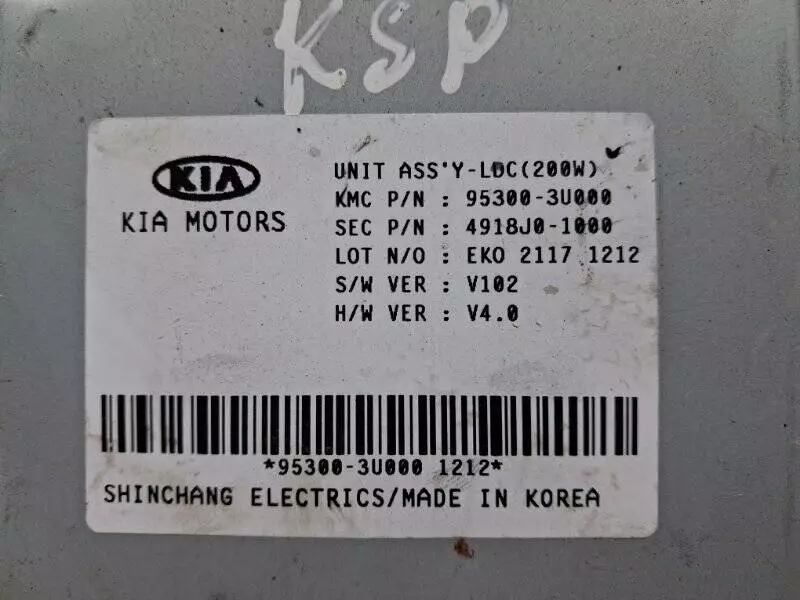 KSP
KIA
KIA MOTORS
UNIT ASS'Y-LDC(200W)
KMC P/N : 95300-3U000
SEC P/N : 4918J0-1000
LOT N/O : EKO 2117 1212
S/W VER : V102
H/W VER : V4.0
*95300-3U000 1212*
SHINCHANG ELECTRICS/MADE IN KOREA